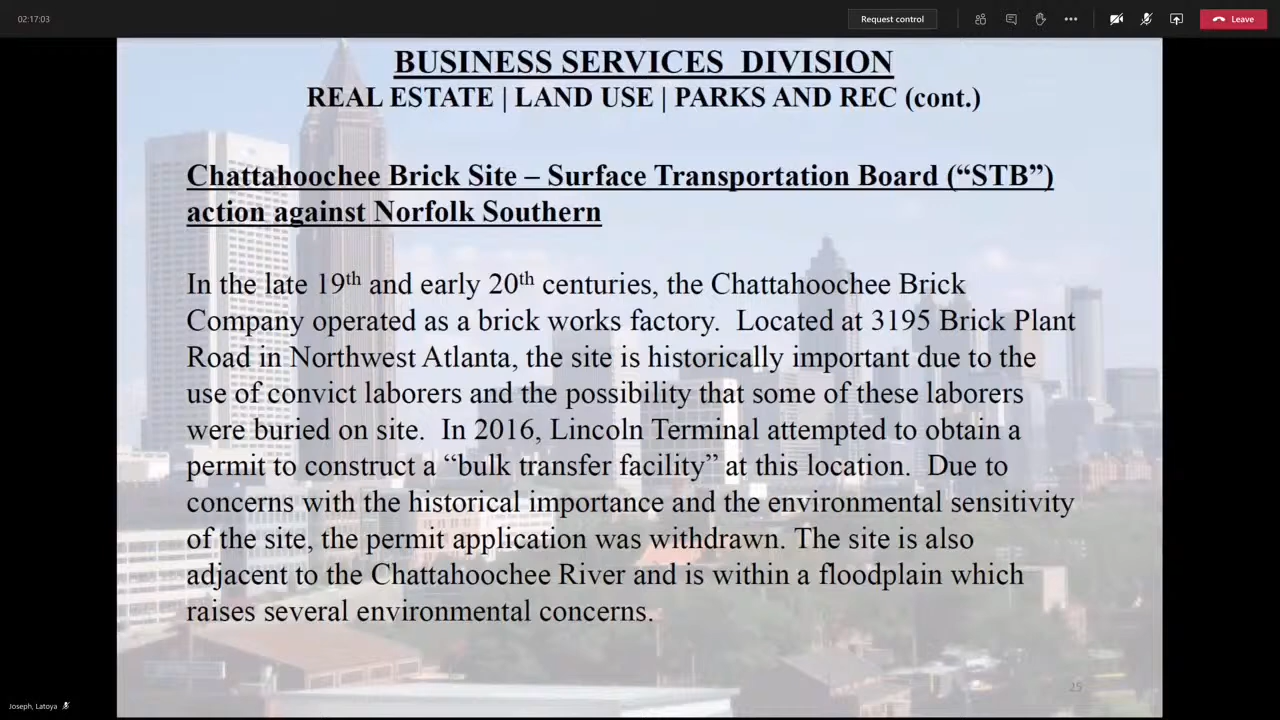 02:17:03
Request control
Leave
BUSINESS SERVICES DIVISION
REAL ESTATE | LAND USE | PARKS AND REC (cont.)
Chattahoochee Brick Site – Surface Transportation Board (“STB”)
action against Norfolk Southern
In the late 19th and early 20th centuries, the Chattahoochee Brick
Company operated as a brick works factory.  Located at 3195 Brick Plant
Road in Northwest Atlanta, the site is historically important due to the
use of convict laborers and the possibility that some of these laborers
were buried on site.  In 2016, Lincoln Terminal attempted to obtain a
permit to construct a “bulk transfer facility” at this location.  Due to
concerns with the historical importance and the environmental sensitivity
of the site, the permit application was withdrawn. The site is also
adjacent to the Chattahoochee River and is within a floodplain which
raises several environmental concerns.
25
Joseph, Latoya